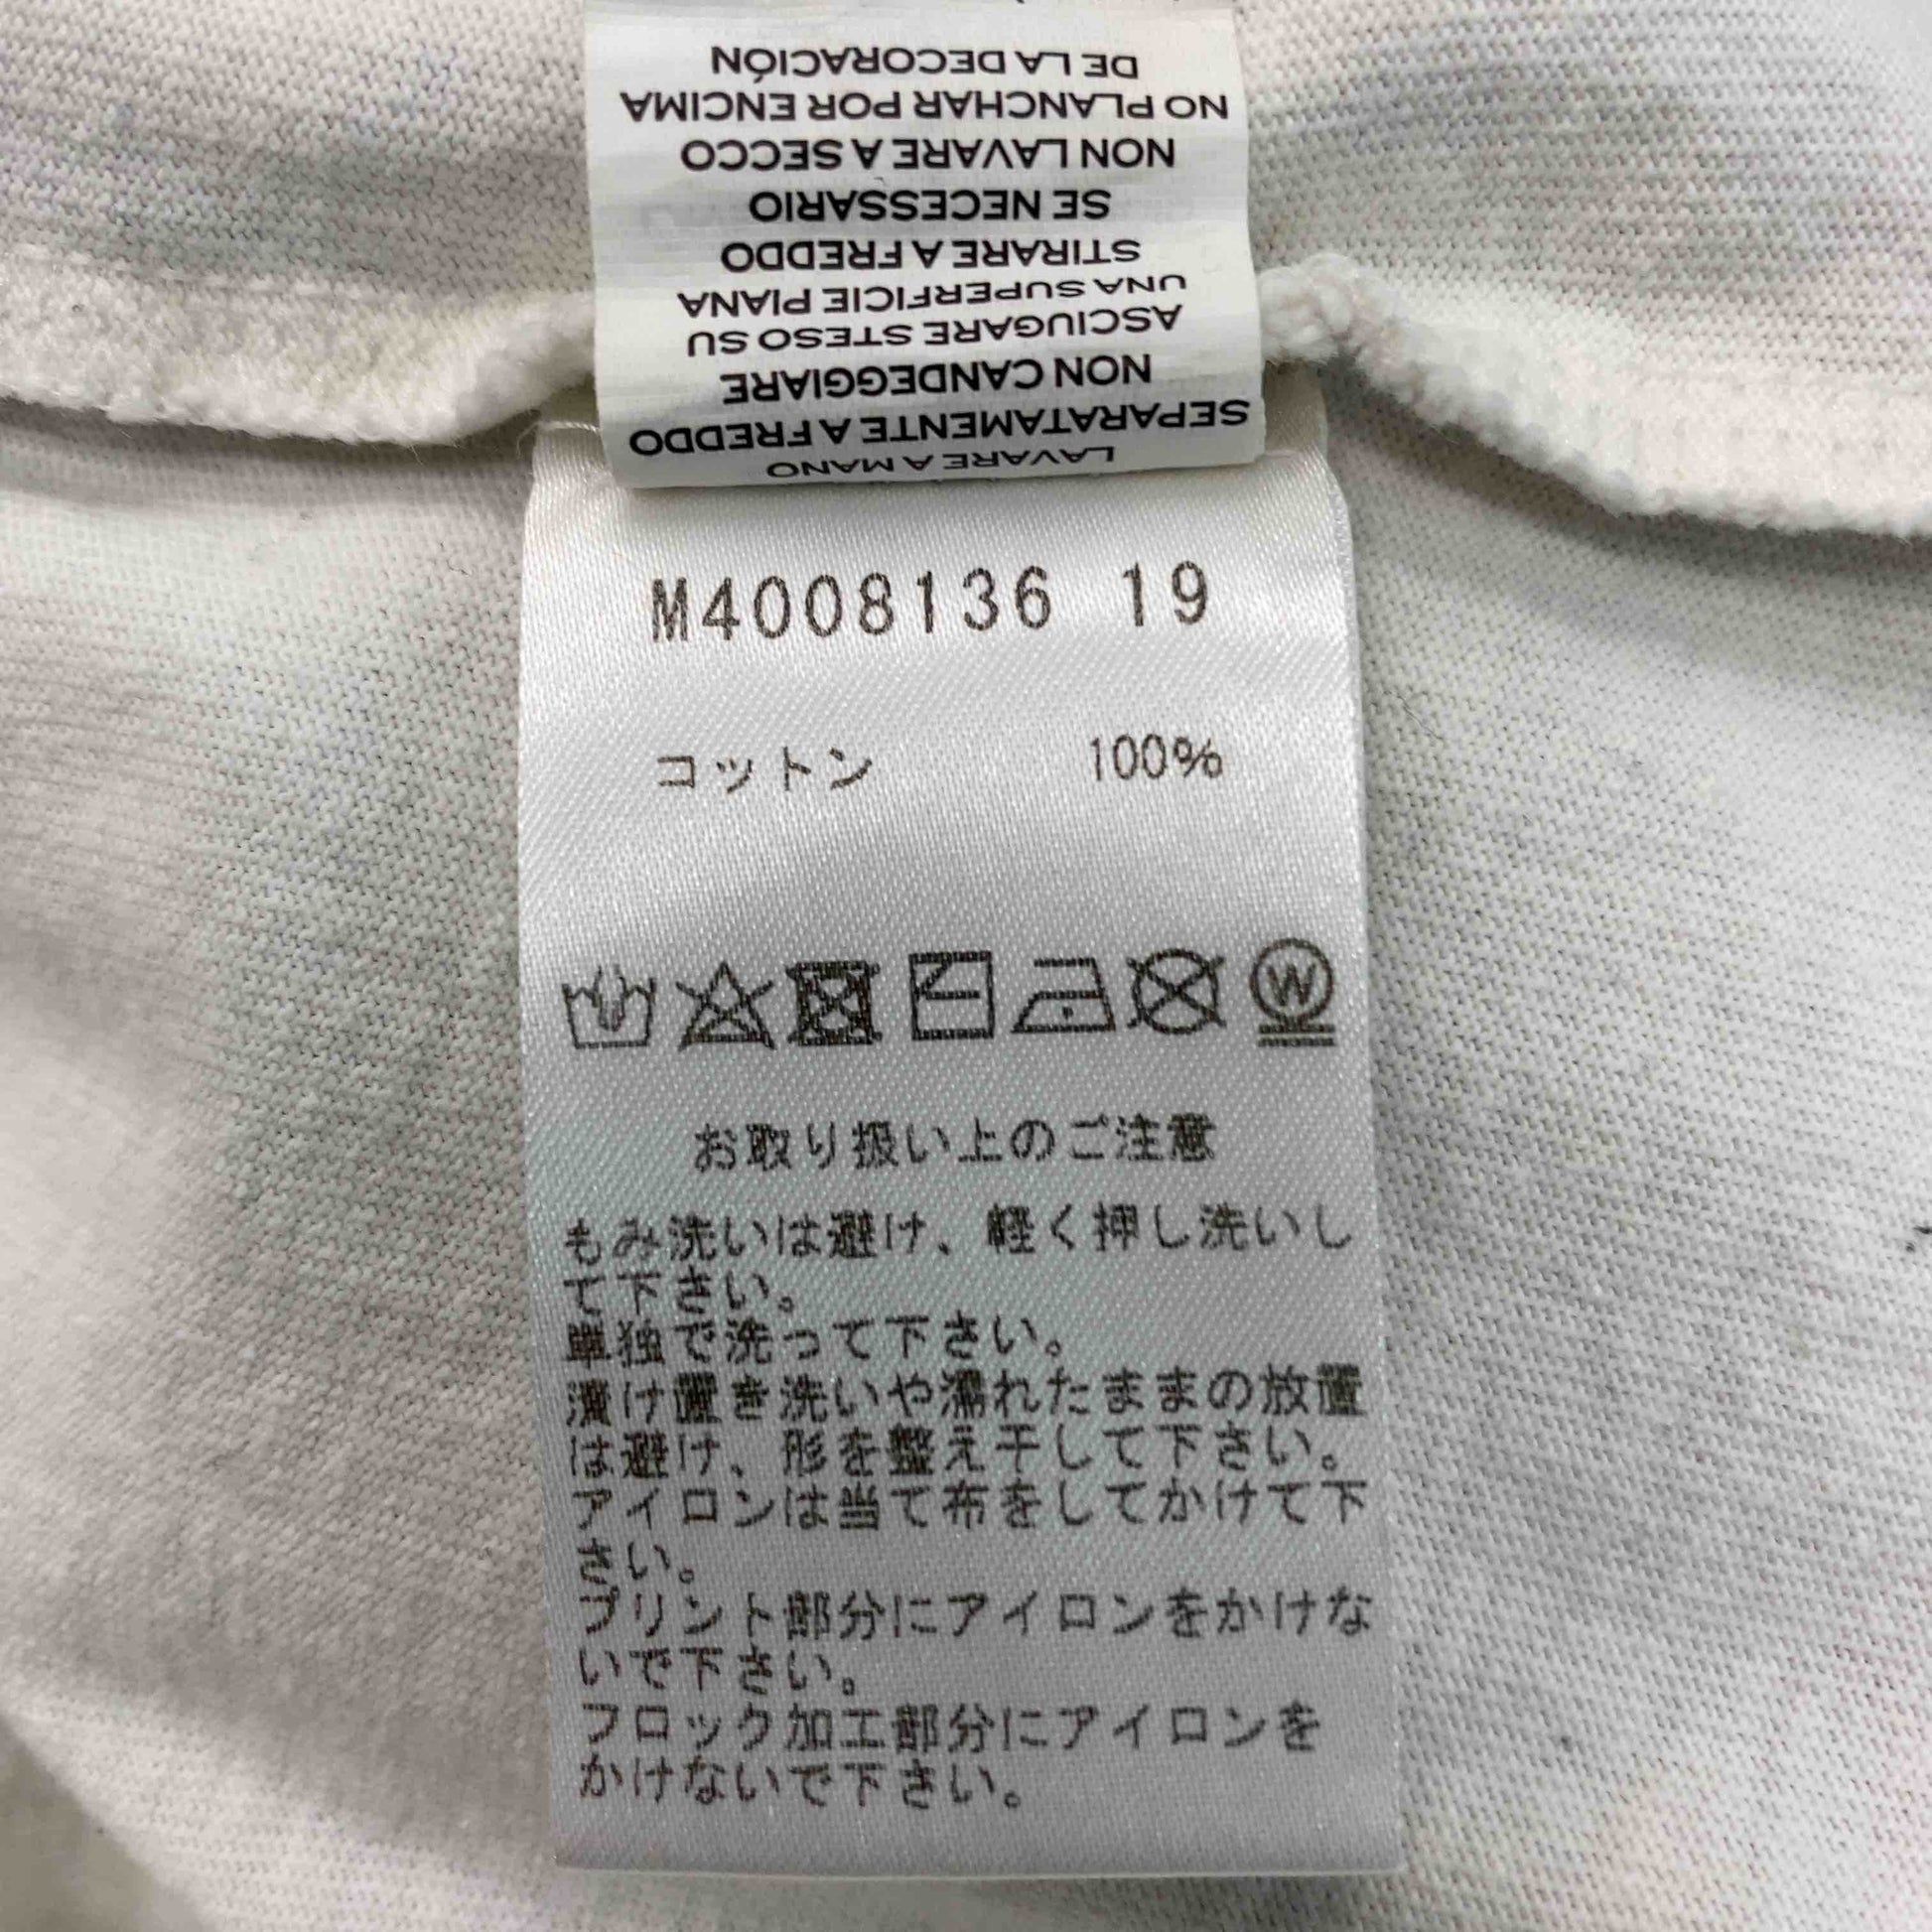 LAVARE A MANO
SEPARATAMENTE A FREDDO
NON CANDEGGIARE
ASCIUGARE STESO SU
UNA SUPERFICIE PIANA
STIRARE A FREDDO
SE NECESSARIO
NON LAVARE A SECCO
NO PLANCHAR POR ENCIMA
DE LA DECORACIÓN
M4008136 19
コットン 100%
W
お取り扱い上のご注意
もみ洗いは避け、軽く押し洗いし
て下さい。
単独で洗って下さい。
漬け置き洗いや濡れたままの放置
は避け、形を整え干して下さい。
アイロンは当て布をしてかけて下
さい。
プリント部分にアイロンをかけな
いで下さい。
フロック加工部分にアイロンを
かけないで下さい。